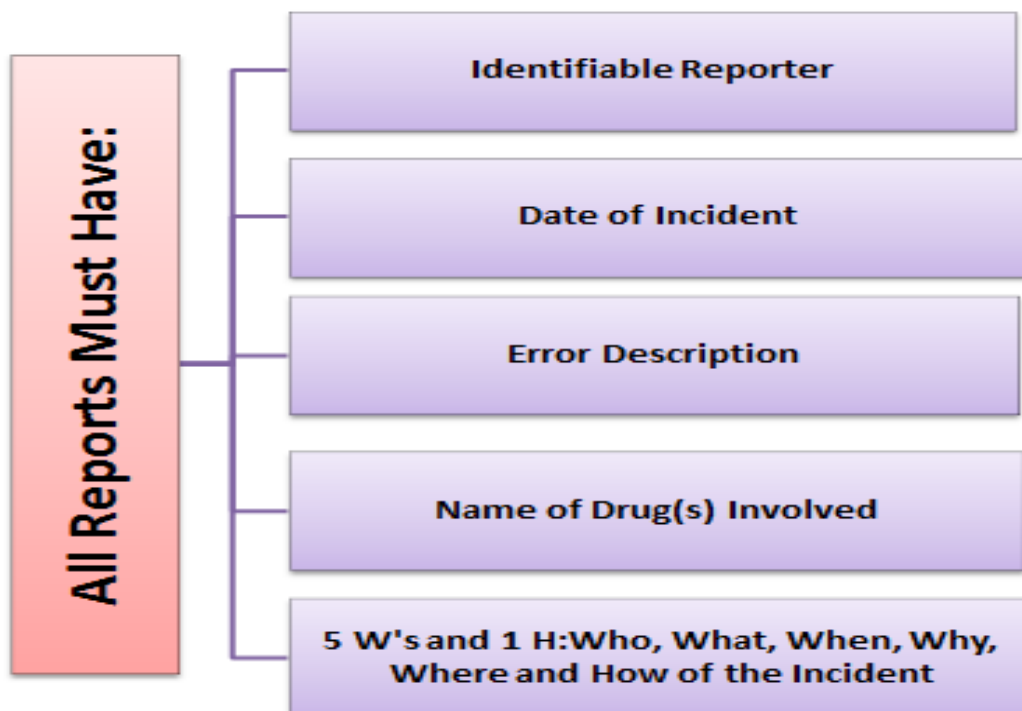 All Reports Must Have:
Identifiable Reporter
Date of Incident
Error Description
Name of Drug(s) Involved
5 W's and 1 H:Who, What, When, Why,
Where and How of the Incident